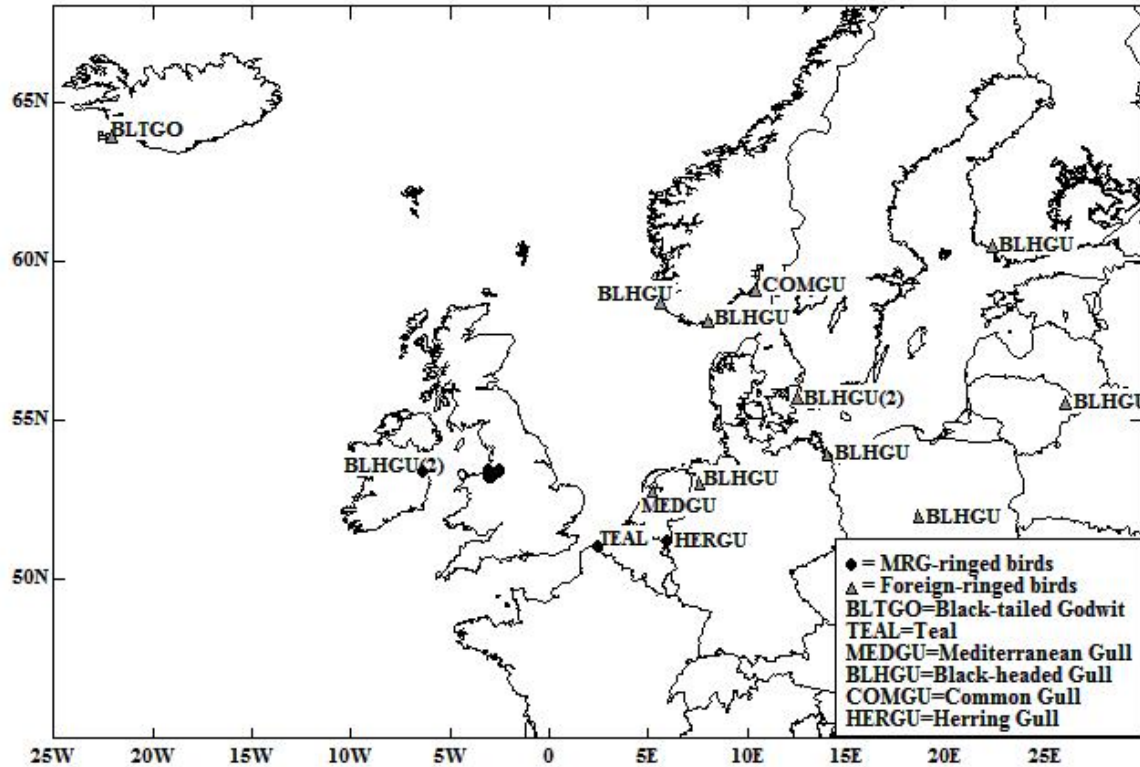 65N
BLTGO
60N
BLHGU
BLHGU
COMGU
BLHGU
55N
BLHGU(2)
BLHGU
BLHGU
BLHGU(2)
BLHGU
MEDGU
BLHGU
TEAL
HERGU
50N
= MRG-ringed birds
= Foreign-ringed birds
BLTGO=Black-tailed Godwit
TEAL=Teal
MEDGU=Mediterranean Gull
BLHGU=Black-headed Gull
COMGU=Common Gull
HERGU=Herring Gull
25W 20W 15W 10W 5W 0 5E 10E 15E 20E 25E